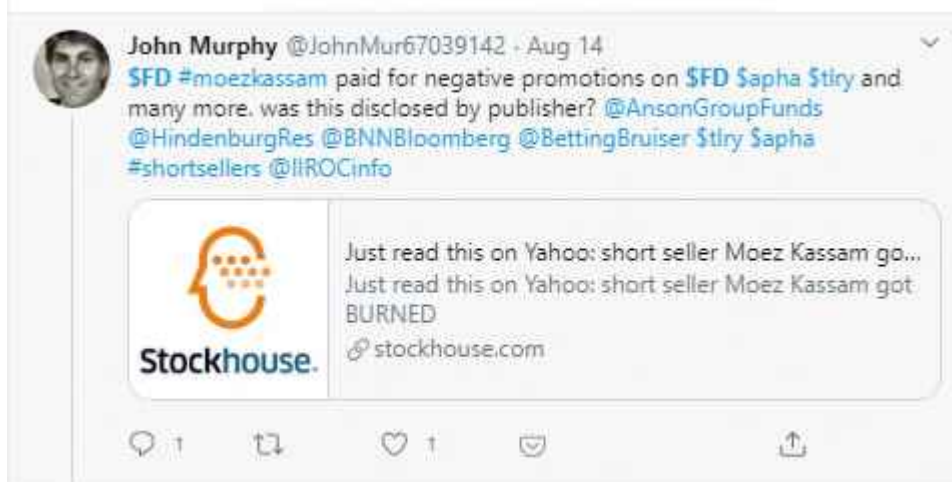 John Murphy @JohnMur67039142 · Aug 14
$FD #moezkassam paid for negative promotions on $FD $apha $tlry and
many more. was this disclosed by publisher? @AnsonGroupFunds
@HindenburgRes @BNNBloomberg @BettingBruiser $tlry $apha
#shortsellers @IIROCinfo
Stockhouse.
Just read this on Yahoo: short seller Moez Kassam go...
Just read this on Yahoo: short seller Moez Kassam got
BURNED
stockhouse.com
1
1